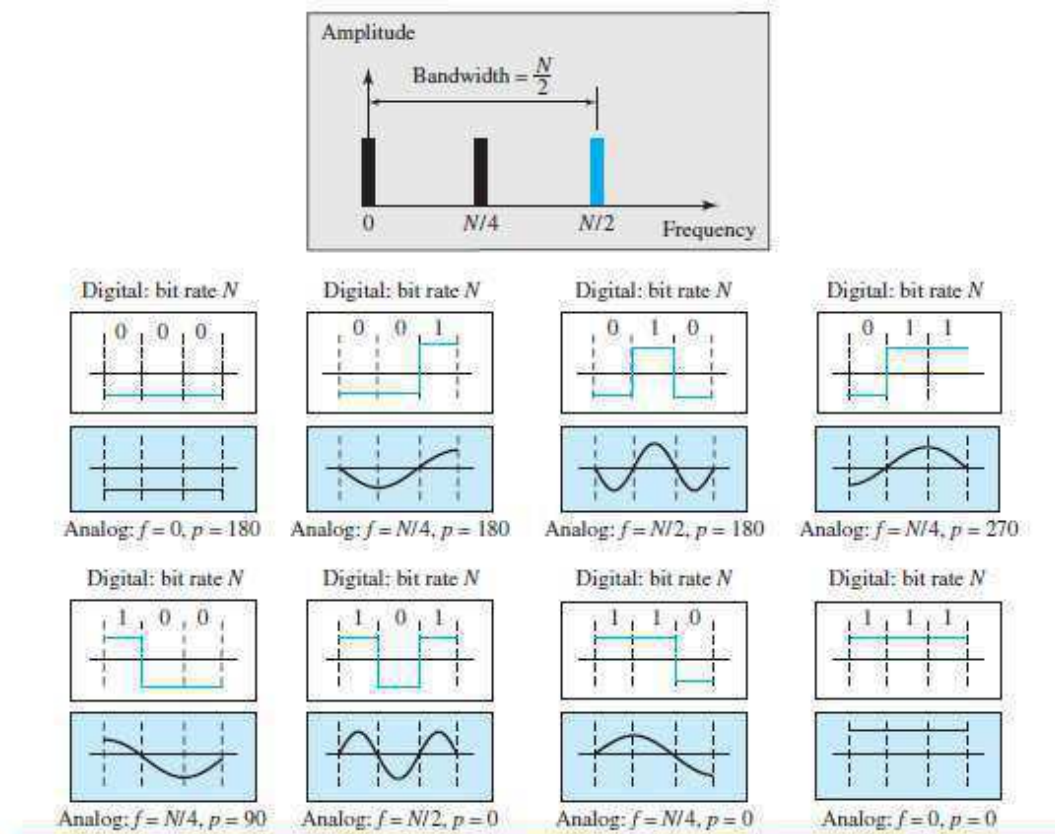 Amplitude
Bandwidth = N/2
0 N/4 N/2 Frequency
Digital: bit rate N
0 0 0
Analog: f = 0, p = 180
Digital: bit rate N
0 0 1
Analog: f = N/4, p = 180
Digital: bit rate N
0 1 0
Analog: f = N/2, p = 180
Digital: bit rate N
0 1 1
Analog: f = N/4, p = 270
Digital: bit rate N
1 0 0
Analog: f = N/4, p = 90
Digital: bit rate N
1 0 1
Analog: f = N/2, p = 0
Digital: bit rate N
1 1 0
Analog: f = N/4, p = 0
Digital: bit rate N
1 1 1
Analog: f = 0, p = 0